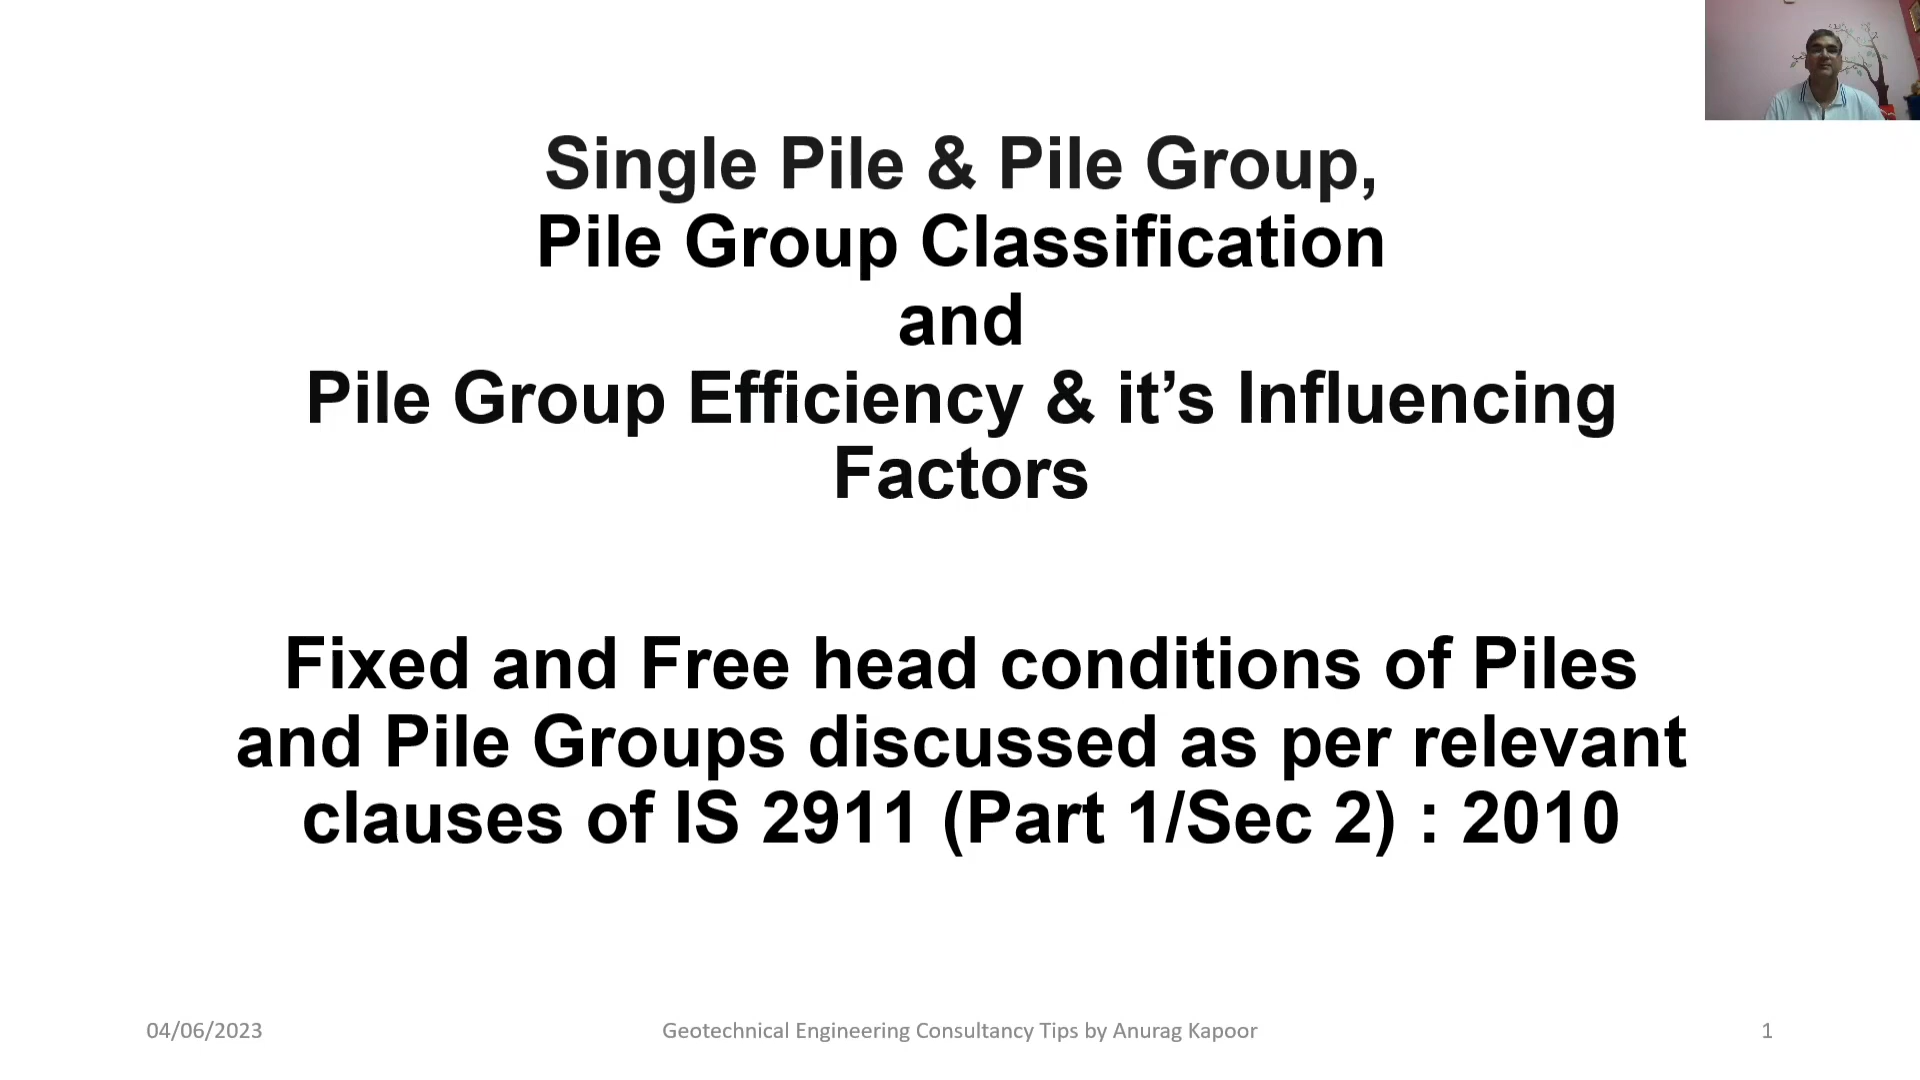 Single Pile & Pile Group,
Pile Group Classification
and
Pile Group Efficiency & it’s Influencing
Factors
Fixed and Free head conditions of Piles
and Pile Groups discussed as per relevant
clauses of IS 2911 (Part 1/Sec 2) : 2010
04/06/2023
Geotechnical Engineering Consultancy Tips by Anurag Kapoor
1